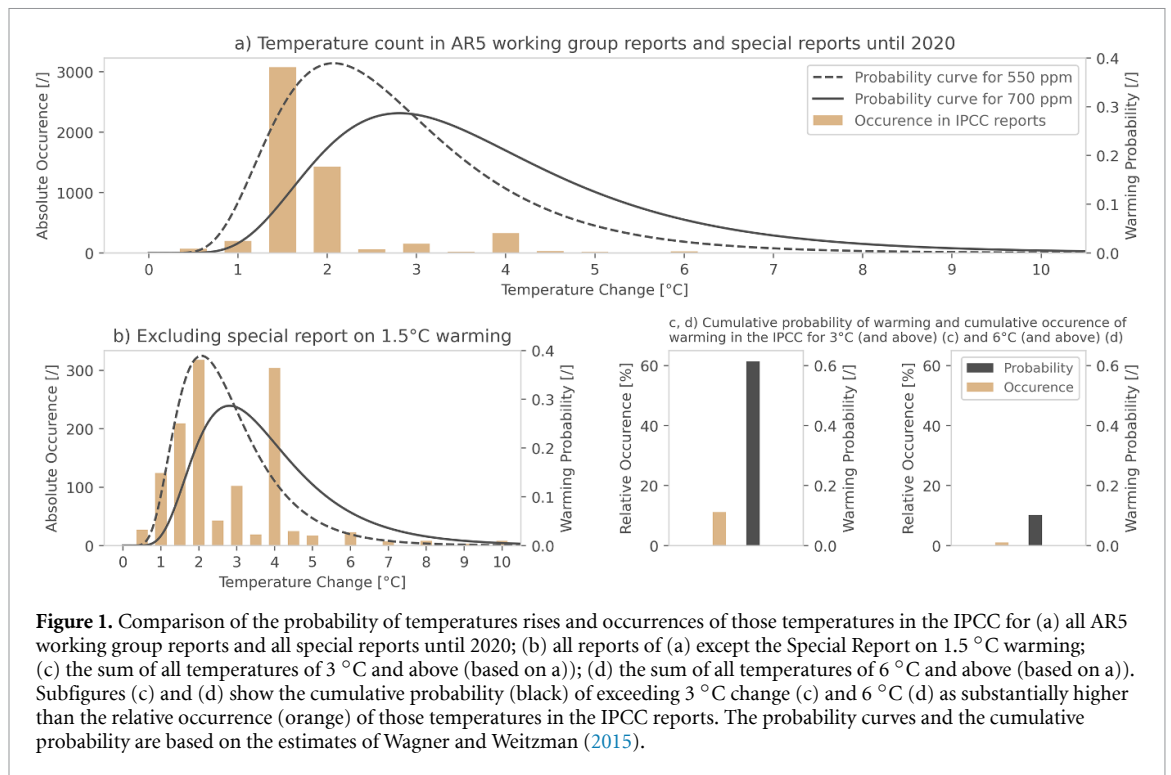 a) Temperature count in AR5 working group reports and special reports until 2020
Absolute Occurence [/]
3000
2000
1000
0
0 1 2 3 4 5 6 7 8 9 10
Temperature Change [°C]
0.4
0.3
0.2
0.1
0.0
Warming Probability [/]
Probability curve for 550 ppm
Probability curve for 700 ppm
Occurence in IPCC reports
b) Excluding special report on 1.5°C warming
Absolute Occurence [/]
300
200
100
0
0 1 2 3 4 5 6 7 8 9 10
Temperature Change [°C]
0.4
0.3
0.2
0.1
0.0
Warming Probability [/]
c, d) Cumulative probability of warming and cumulative occurence of
warming in the IPCC for 3°C (and above) (c) and 6°C (and above) (d)
Relative Occurence [%]
60
40
20
0
0.6
0.4
0.2
0.0
Warming Probability [/]
Relative Occurence [%]
60
40
20
0
Probability
Occurence
0.6
0.4
0.2
0.0
Warming Probability [/]
Figure 1. Comparison of the probability of temperatures rises and occurrences of those temperatures in the IPCC for (a) all AR5
working group reports and all special reports until 2020; (b) all reports of (a) except the Special Report on 1.5 °C warming;
(c) the sum of all temperatures of 3 °C and above (based on a)); (d) the sum of all temperatures of 6 °C and above (based on a)).
Subfigures (c) and (d) show the cumulative probability (black) of exceeding 3 °C change (c) and 6 °C (d) as substantially higher
than the relative occurrence (orange) of those temperatures in the IPCC reports. The probability curves and the cumulative
probability are based on the estimates of Wagner and Weitzman (2015).